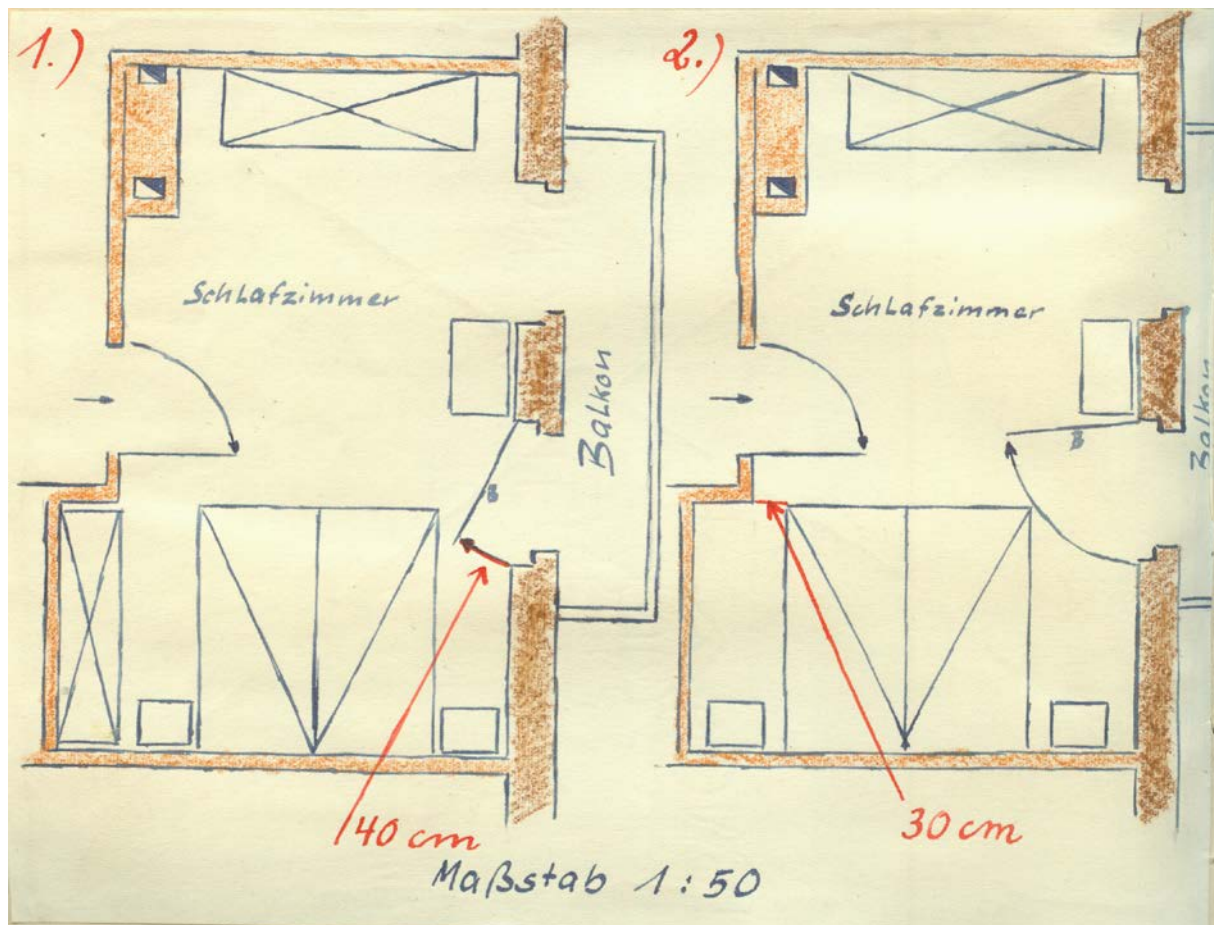 1.)
Schlafzimmer
Balkon
B
40 cm
2.)
Schlafzimmer
Balkon
B
30 cm
Maßstab 1:50